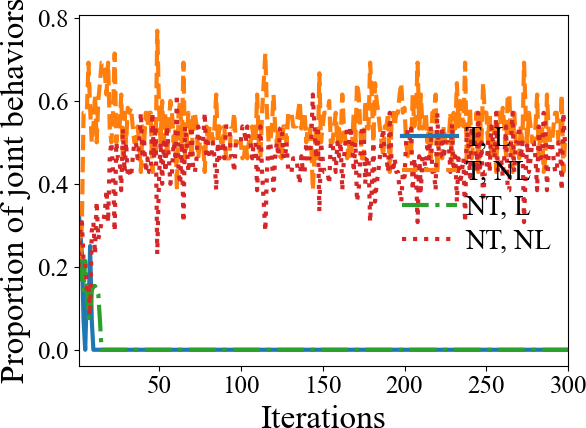 Proportion of joint behaviors
0.8
0.6
0.4
0.2
0.0
T, L
T, NL
NT, L
NT, NL
50 100 150 200 250 300
Iterations